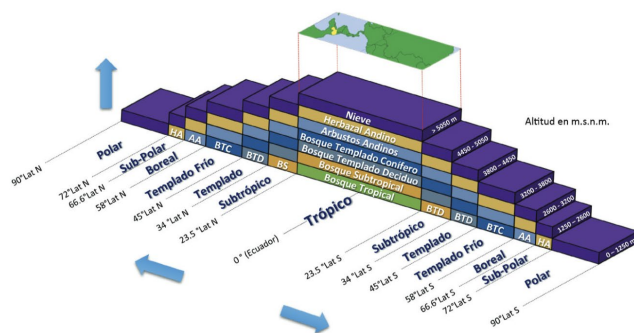 Nieve
Herbazal Andino
Arbustos Andinos
Bosque Templado Conífero
Bosque Templado Deciduo
Bosque Subtropical
Bosque Tropical
> 5050 m
4450 - 5050
3800 – 4450
3200 - 3800
2600 - 3200
1250 – 2600
0 – 1250 m
Altitud en m.s.n.m.
HA
AA
BTC
BTD
BS
BTD
BTD
BTC
AA
HA
90°Lat N
Polar
72°Lat N
Sub-Polar
66.6°Lat N
Boreal
58°Lat N
Templado Frío
45°Lat N
Templado
34 °Lat N
Subtrópico
23.5 °Lat N
Trópico
0 ° (Ecuador)
23.5 °Lat S
Subtrópico
34 °Lat S
Templado
45°Lat S
Templado Frío
58°Lat S
Boreal
66.6°Lat S
Sub-Polar
72°Lat S
Polar
90°Lat S